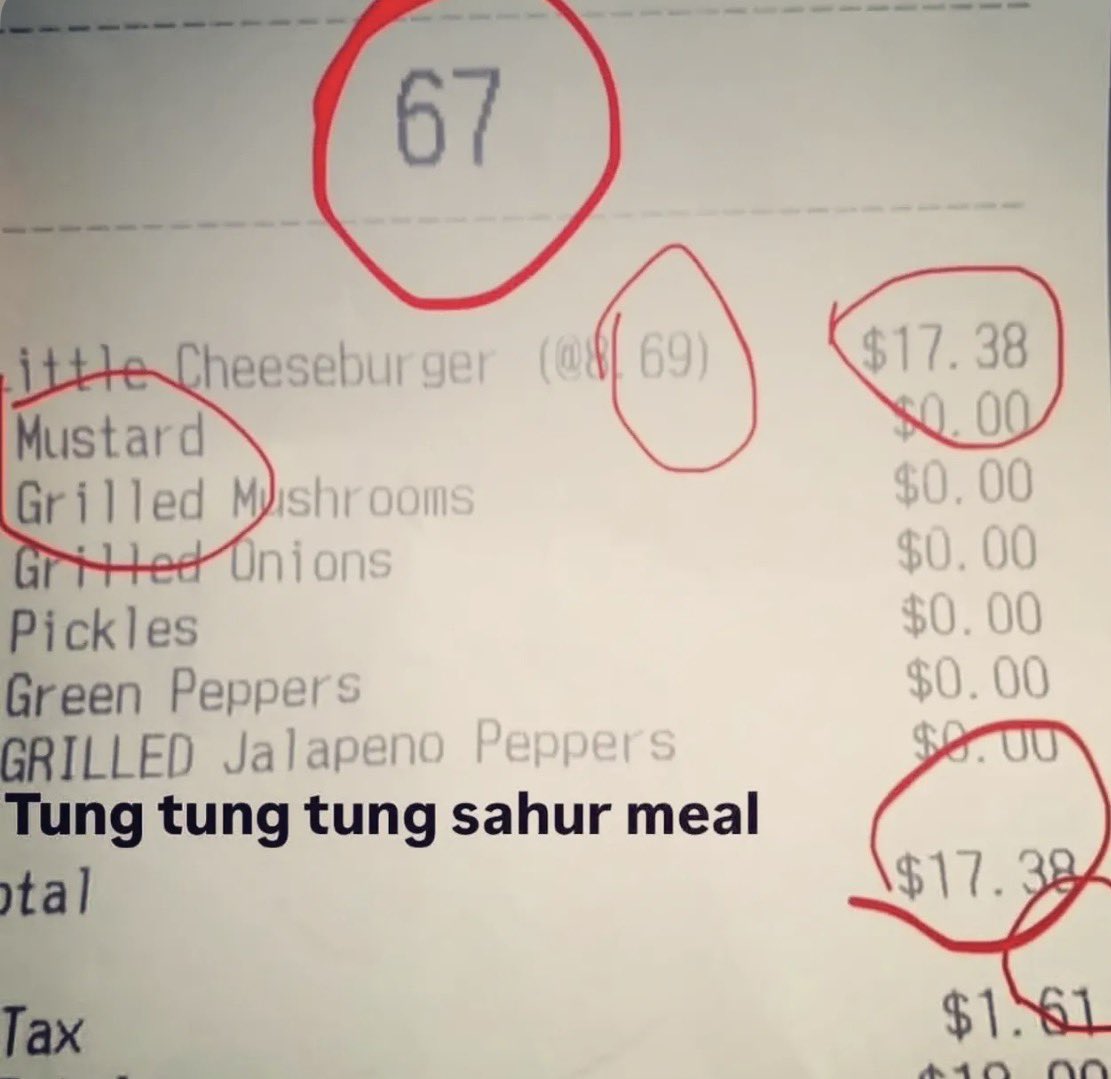 67
ittle Cheeseburger (@8.69) $17.38
Mustard $0.00
Grilled Mushrooms $0.00
Grilled Onions $0.00
Pickles $0.00
Green Peppers $0.00
GRILLED Jalapeno Peppers $0.00
Tung tung tung sahur meal
otal $17.38
Tax $1.61